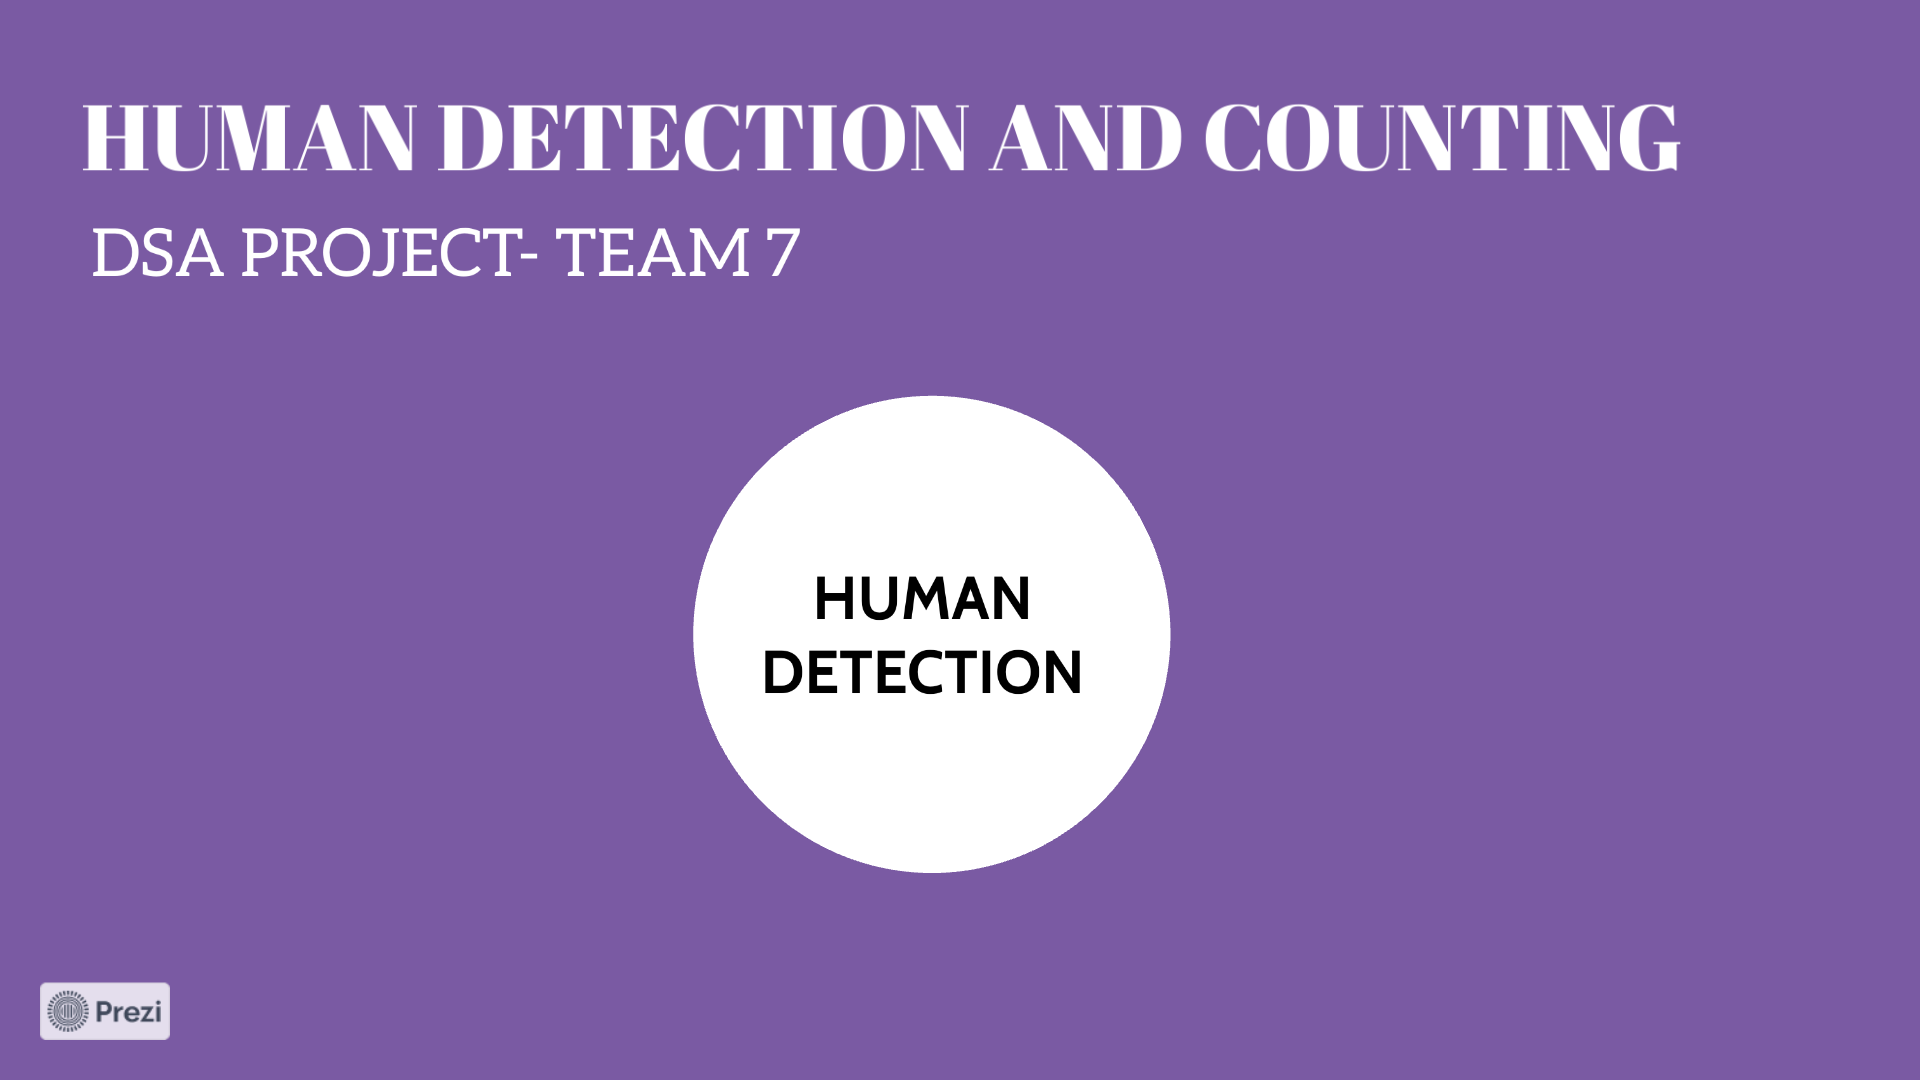 HUMAN DETECTION AND COUNTING
DSA PROJECT- TEAM 7
HUMAN
DETECTION
Prezi